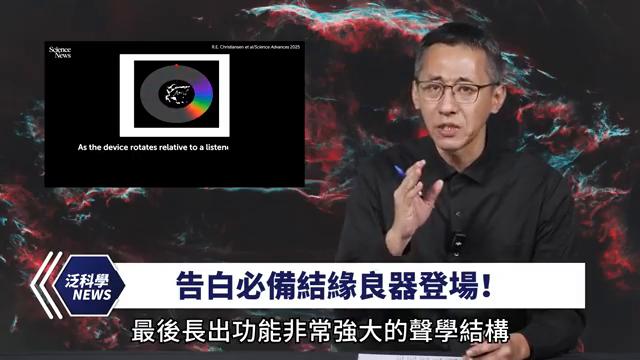 Science News
R.E. Christiansen et al/Science Advances 2025
As the device rotates relative to a listene
泛科學
NEWS
告白必備結緣良器登場!
最後長出功能非常強大的聲學結構